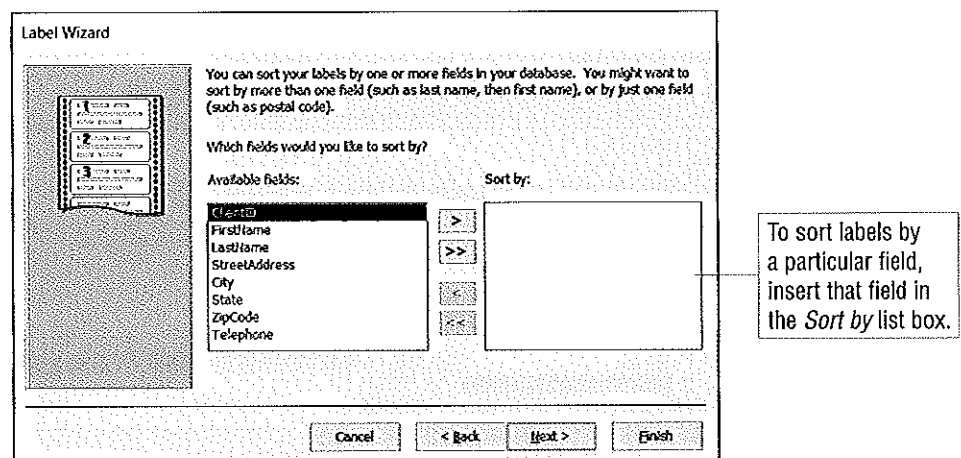 Label Wizard
You can sort your labels by one or more fields in your database. You might want to
sort by more than one field (such as last name, then first name), or by just one field
(such as postal code).
Which fields would you like to sort by?
Available fields:
Sort by:
ClientID
FirstName
LastName
StreetAddress
City
State
ZipCode
Telephone
>
>>
<
<<
1
2
3
To sort labels by
a particular field,
insert that field in
the Sort by list box.
Cancel
< Back
Next >
Finish